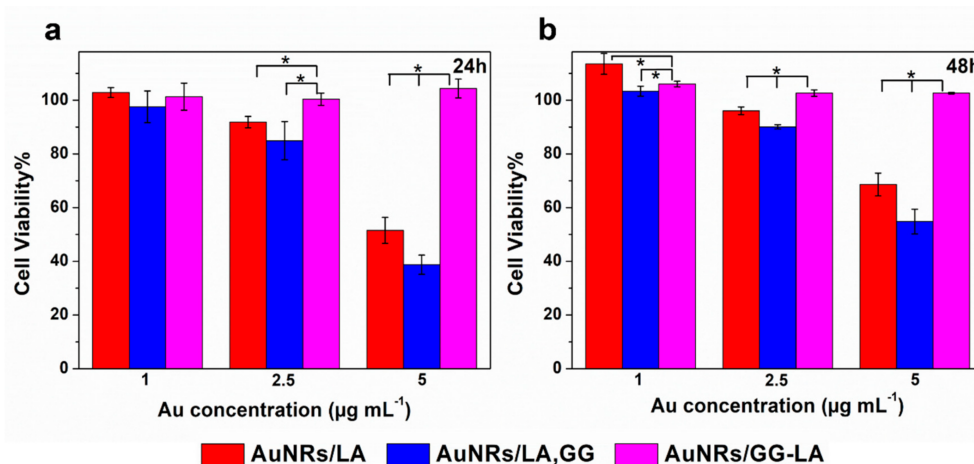 a
b
24h
48h
*
*
*
*
*
*
*
Cell Viability%
100
80
60
40
20
0
1
2.5
5
Au concentration (µg mL⁻¹)
Cell Viability%
100
80
60
40
20
0
1
2.5
5
Au concentration (µg mL⁻¹)
AuNRs/LA
AuNRs/LA,GG
AuNRs/GG-LA